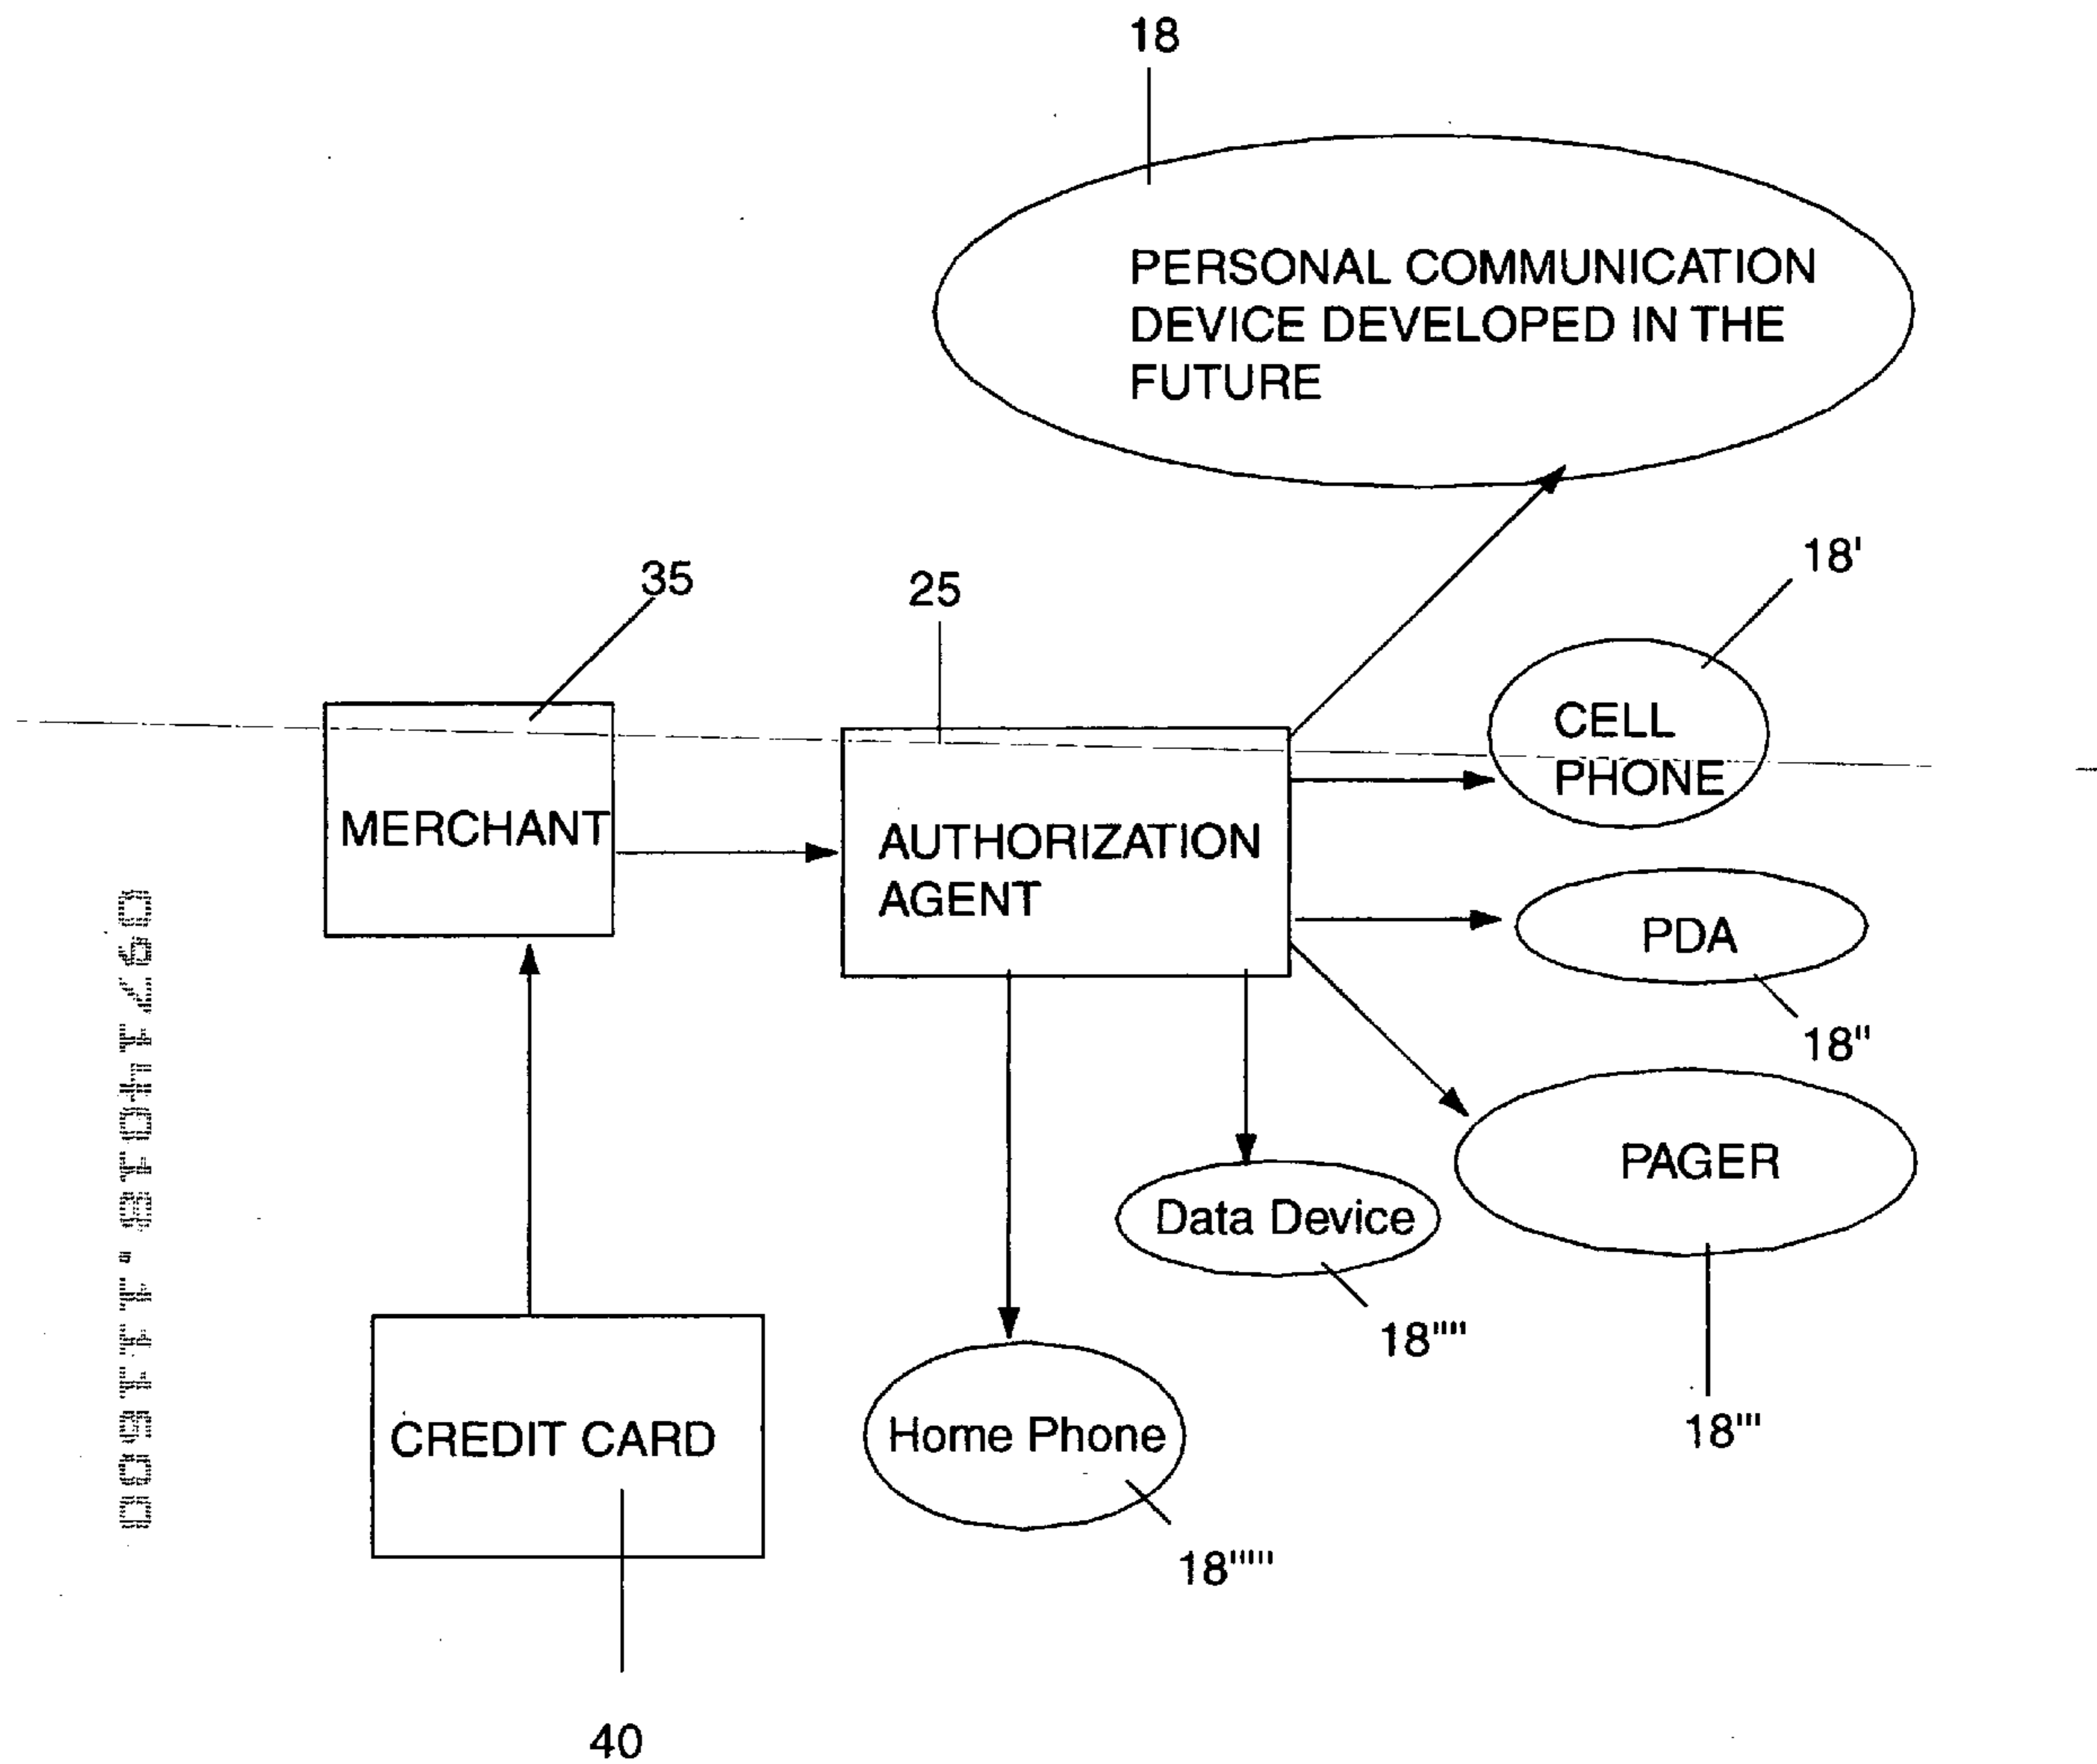 18
PERSONAL COMMUNICATION
DEVICE DEVELOPED IN THE
FUTURE
35
25
18'
MERCHANT
AUTHORIZATION
AGENT
CELL
PHONE
PDA
18''
PAGER
Data Device
18''''
18'''
CREDIT CARD
Home Phone
18'''''
40